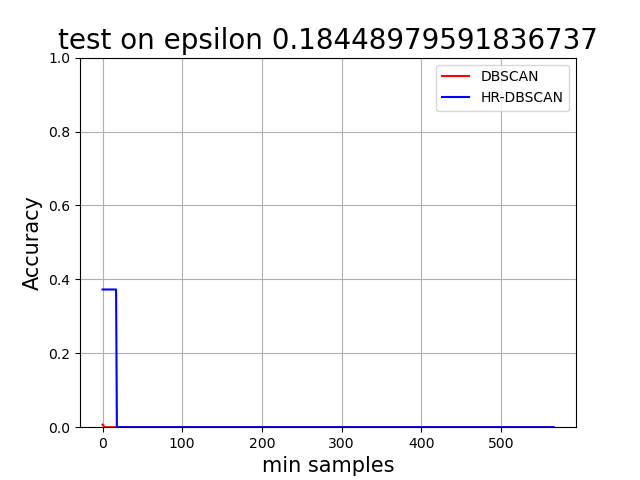 test on epsilon 0.18448979591836737
1.0
DBSCAN
HR-DBSCAN
0.8
0.6
Accuracy
0.4
0.2
0.0
0 100 200 300 400 500
min samples